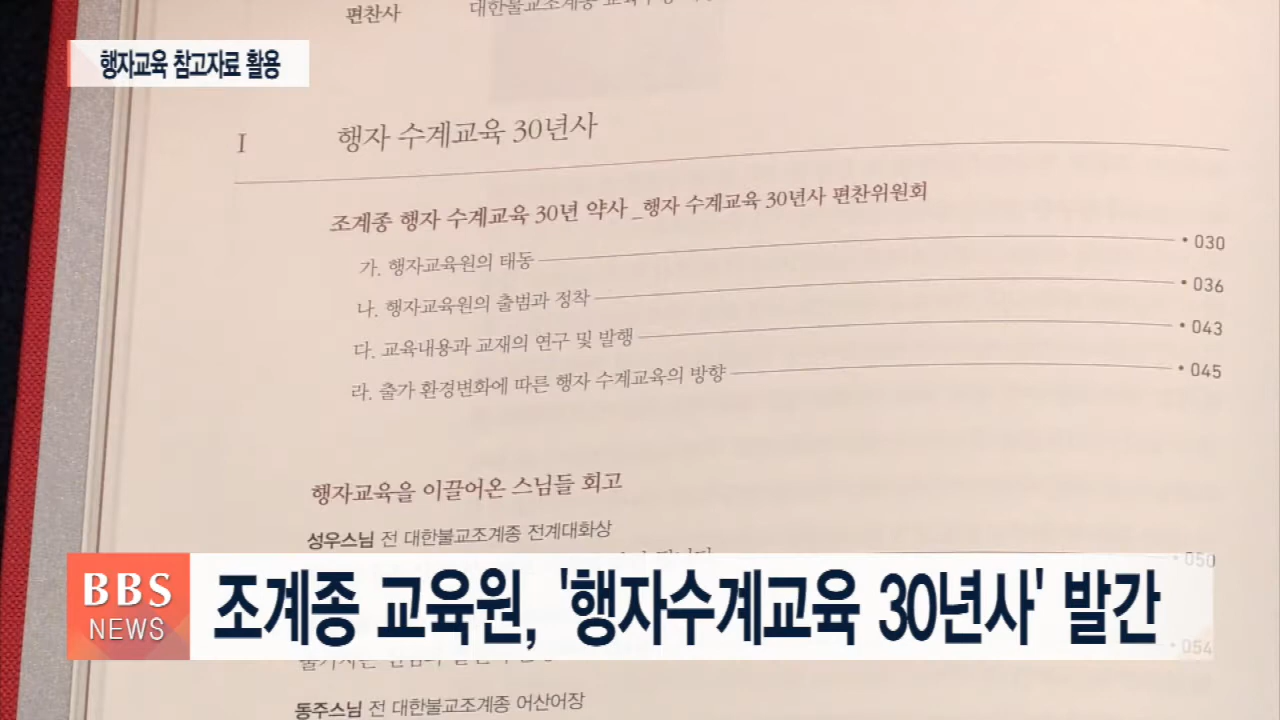 편찬사 대한불교조계종
행자교육 참고자료 활용
I 행자 수계교육 30년사
조계종 행자 수계교육 30년 약사_행자 수계교육 30년사 편찬위원회
가. 행자교육원의 태동 • 030
나. 행자교육원의 출범과 정착 • 036
다. 교육내용과 교재의 연구 및 발행 • 043
라. 출가 환경변화에 따른 행자 수계교육의 방향 • 045
행자교육을 이끌어온 스님들 회고
성우스님 전 대한불교조계종 전계대화상
• 050
BBS NEWS
조계종 교육원, '행자수계교육 30년사' 발간
• 054
동주스님 전 대한불교조계종 어산어장